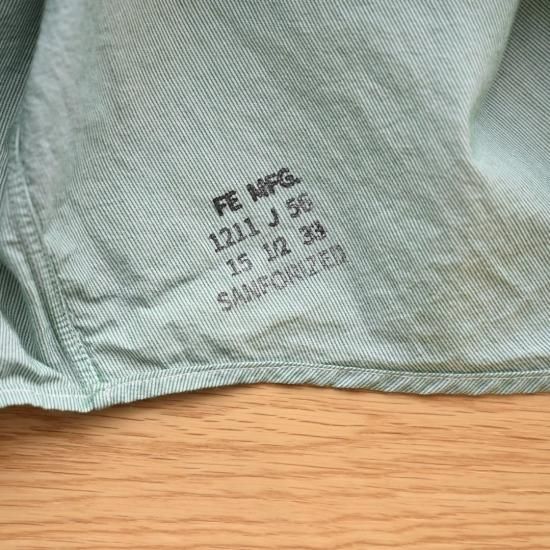 FE MFG.
1211 J 56
15 1/2 33
SANFORIZED